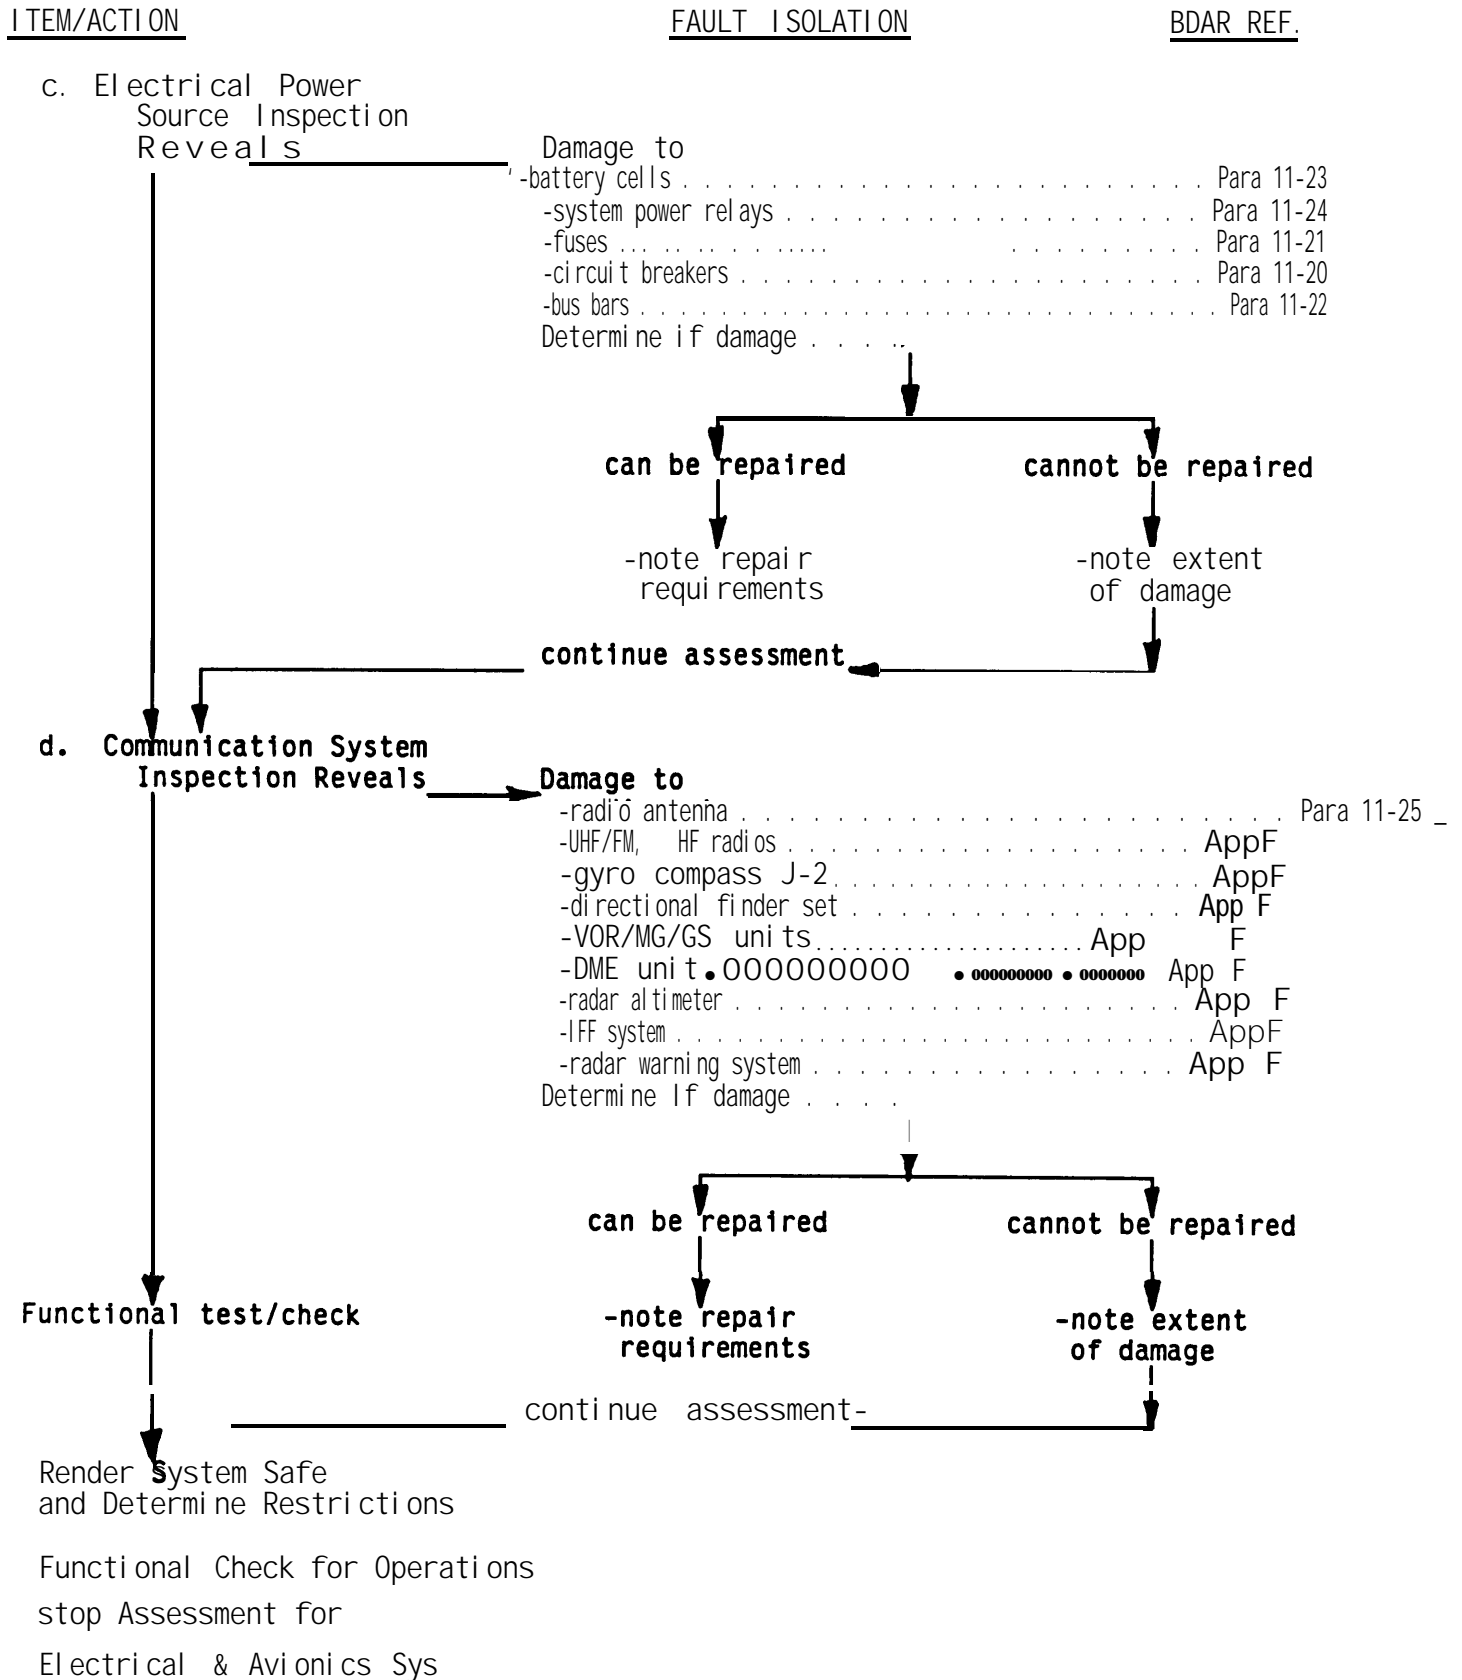 ITEM/ACTION FAULT ISOLATION BDAR REF.
c. Electrical Power
Source Inspection
Reveals Damage to
-battery cells . . . . . . . . . . . . . . . . . . . . . . . . Para 11-23
-system power relays . . . . . . . . . . . . . . . . . . Para 11-24
-fuses ... .. .. . . ..... . . . . . . . . . Para 11-21
-circuit breakers . . . . . . . . . . . . . . . . . . . . Para 11-20
-bus bars . . . . . . . . . . . . . . . . . . . . . . . . . . . Para 11-22
Determine if damage . . . ..
can be repaired cannot be repaired
-note repair -note extent
requirements of damage
continue assessment
d. Communication System
Inspection Reveals Damage to
-radio antenna . . . . . . . . . . . . . . . . . . . . . . . . Para 11-25 _
-UHF/FM, HF radios . . . . . . . . . . . . . . . . . . . AppF
-gyro compass J-2 . . . . . . . . . . . . . . . . . . . . AppF
-directional finder set . . . . . . . . . . . . . . . App F
-VOR/MG/GS units ..................... App F
-DME unit.●000000000 ● 000000000 ● 0000000 App F
-radar altimeter . . . . . . . . . . . . . . . . . . . App F
-IFF system . . . . . . . . . . . . . . . . . . . . . . . . AppF
-radar warning system . . . . . . . . . . . . . . . . App F
Determine If damage . . . .
can be repaired cannot be repaired
Functional test/check -note repair -note extent
requirements of damage
continue assessment-
Render System Safe
and Determine Restrictions
Functional Check for Operations
stop Assessment for
Electrical & Avionics Sys